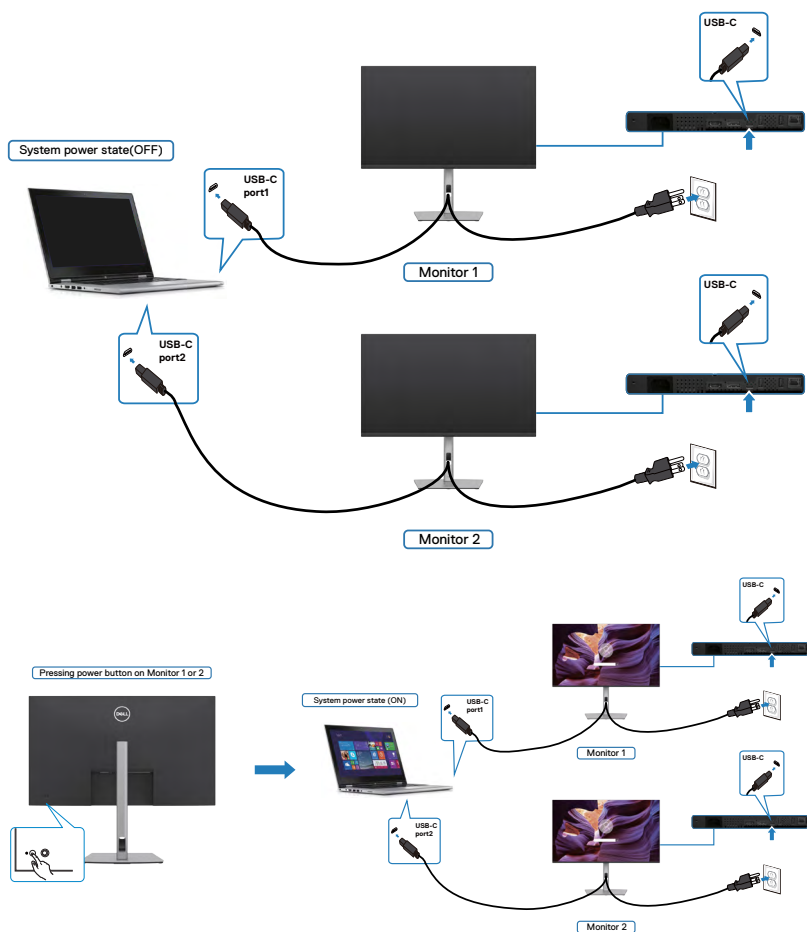 USB-C
System power state(OFF)
USB-C
port1
Monitor 1
USB-C
USB-C
port2
Monitor 2
USB-C
Pressing power button on Monitor 1 or 2
System power state (ON)
USB-C
port1
DELL
Monitor 1
USB-C
USB-C
port2
Monitor 2